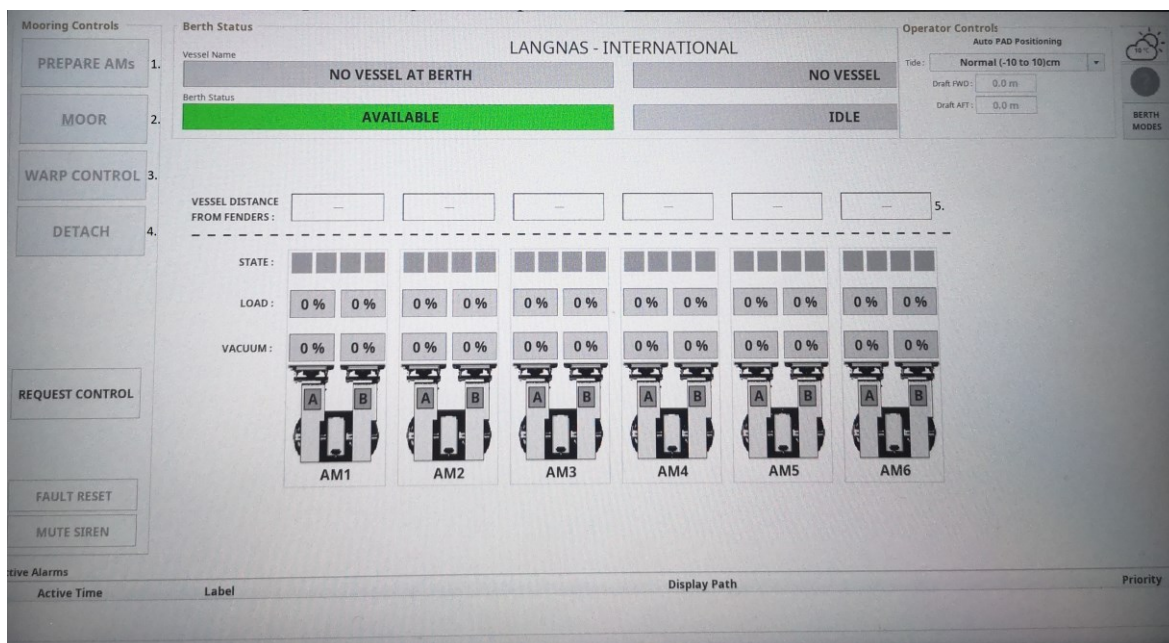 Mooring Controls
PREPARE AMs 1.
MOOR 2.
WARP CONTROL 3.
DETACH 4.
REQUEST CONTROL
FAULT RESET
MUTE SIREN
Berth Status
LANGNAS - INTERNATIONAL
Vessel Name
NO VESSEL AT BERTH NO VESSEL
Berth Status
AVAILABLE IDLE
Operator Controls
Auto PAD Positioning
Tide: Normal (-10 to 10)cm
Draft FWD: 0.0 m
Draft AFT: 0.0 m
BERTH
MODES
VESSEL DISTANCE
FROM FENDERS : — — — — — — 5.
STATE :
LOAD : 0 % 0 % 0 % 0 % 0 % 0 % 0 % 0 % 0 % 0 % 0 % 0 %
VACUUM : 0 % 0 % 0 % 0 % 0 % 0 % 0 % 0 % 0 % 0 % 0 % 0 %
A B A B A B A B A B A B
AM1 AM2 AM3 AM4 AM5 AM6
tive Alarms
Active Time Label Display Path Priority